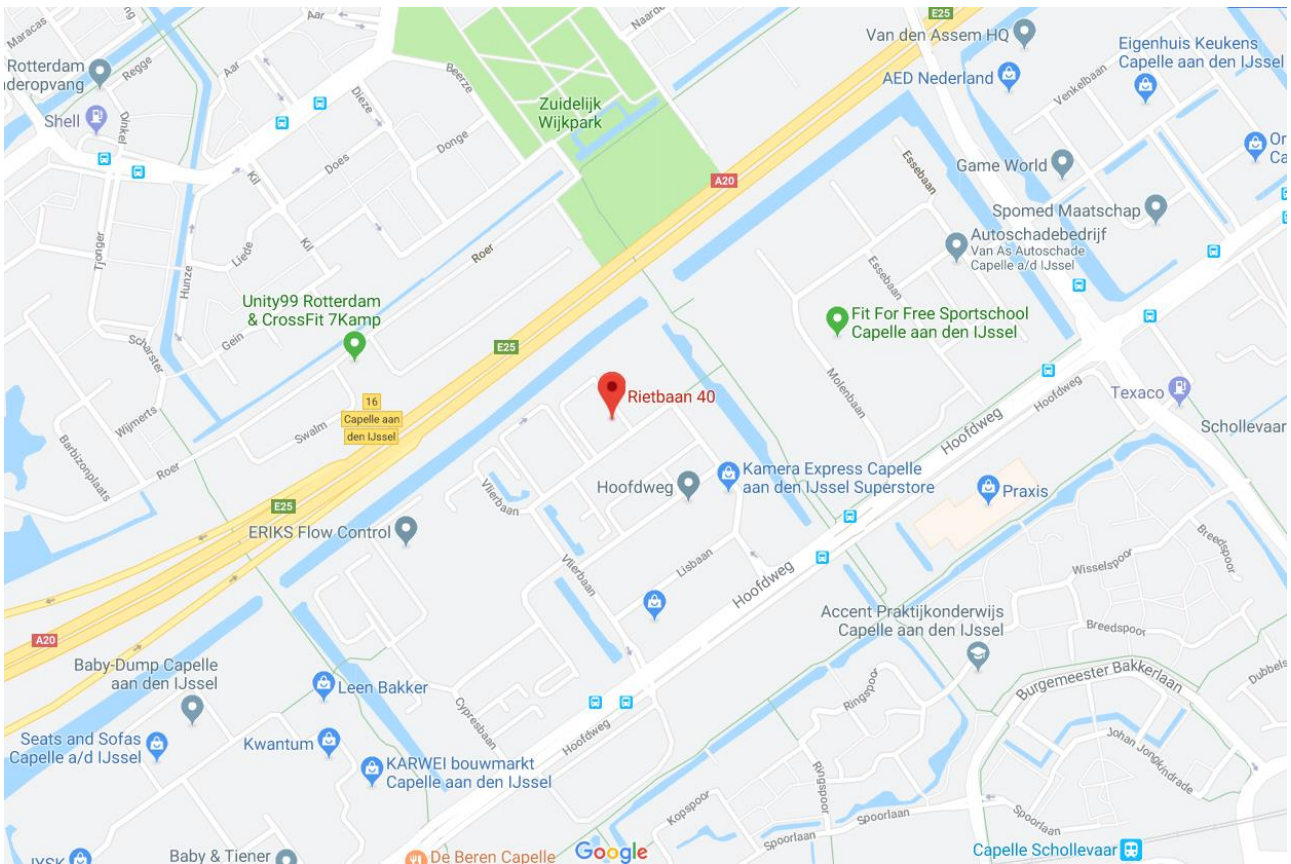 Maracas
Aar
Naarde
E25
Van den Assem HQ
Eigenhuis Keukens
Capelle aan den IJssel
Rotterdam
nderopvang
Regge
Aar
Beerze
AED Nederland
Venkelbaan
Dieze
Zuidelijk
Wijkpark
Shell
Dinkel
Donge
Does
Essebaan
Game World
Or
Ca
Kil
A20
Spomed Maatschap
Tjonger
Liede
Kil
Roer
Autoschadebedrijf
Van As Autoschade
Capelle a/d IJssel
Hunze
Essebaan
Unity99 Rotterdam
& CrossFit 7Kamp
Fit For Free Sportschool
Capelle aan den IJssel
Scharster
Gein
E25
Molenbaan
Rietbaan 40
Texaco
Hoofdweg
16
Capelle aan
den IJssel
Wijmerts
Swalm
Hoofdweg
Schollevaar
Barbizonplaats
Roer
Vlierbaan
Hoofdweg
Kamera Express Capelle
aan den IJssel Superstore
Praxis
E25
ERIKS Flow Control
Vlierbaan
Lisbaan
Breedspoor
Wisselspoor
Hoofdweg
A20
Accent Praktijkonderwijs
Capelle aan den IJssel
Breedspoor
Baby-Dump Capelle
aan den IJssel
Leen Bakker
Ringspoor
Burgemeester Bakkerlaan
Dubbels
Cypresbaan
Seats and Sofas
Capelle a/d IJssel
Kwantum
Hoofdweg
KARWEI bouwmarkt
Capelle aan den IJssel
Johan Jongkindrade
Ringspoor
Kopspoor
Spoorlaan
Spoorlaan
JYSK
Baby & Tiener
De Beren Capelle
Google
Capelle Schollevaar